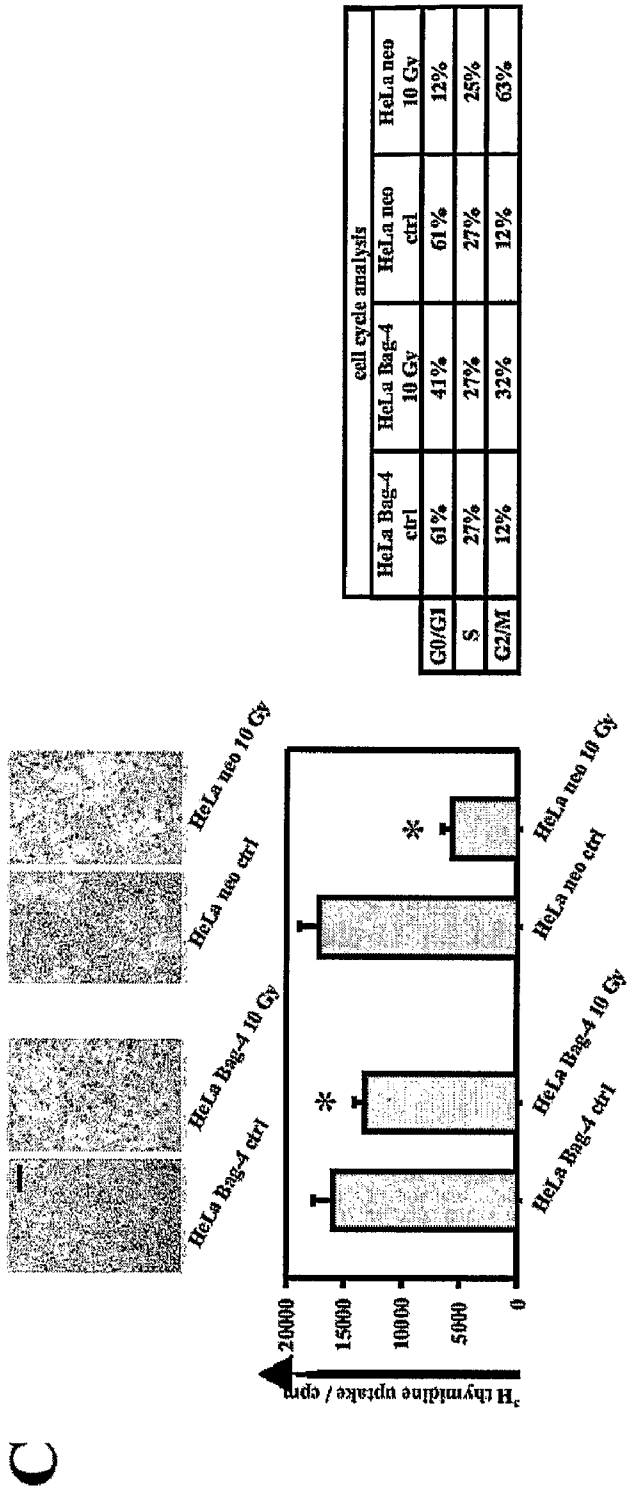 C
HeLa Bag-4 ctrl
HeLa Bag-4 10 Gy
HeLa neo ctrl
HeLa neo 10 Gy
³H thymidine uptake / cpm
20000
15000
10000
5000
0
*
*
HeLa Bag-4 ctrl
HeLa Bag-4 10 Gy
HeLa neo ctrl
HeLa neo 10 Gy
cell cycle analysis
HeLa Bag-4 ctrl HeLa Bag-4 10 Gy HeLa neo ctrl HeLa neo 10 Gy
G0/G1 61% 41% 61% 12%
S 27% 27% 27% 25%
G2/M 12% 32% 12% 63%